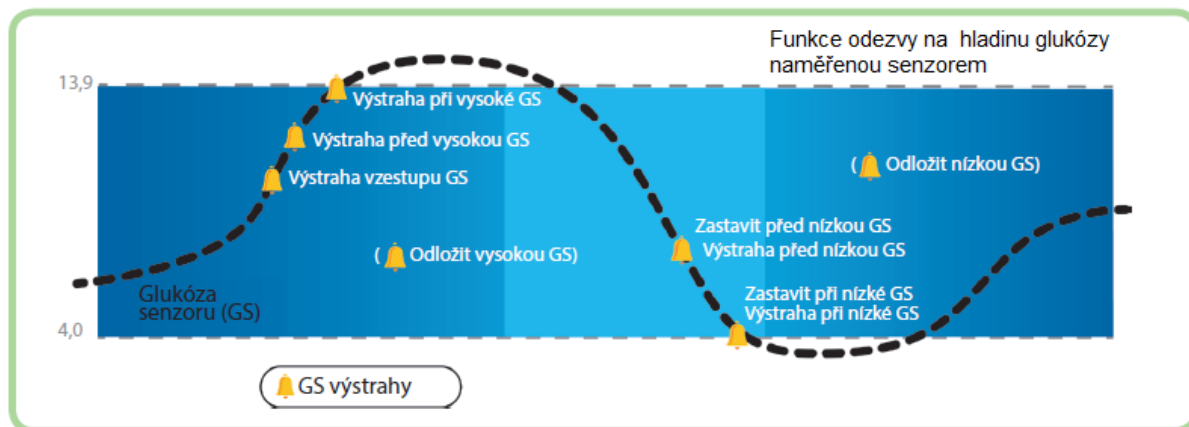 Funkce odezvy na hladinu glukózy
naměřenou senzorem
13,9
Výstraha při vysoké GS
Výstraha před vysokou GS
Výstraha vzestupu GS
( Odložit nízkou GS)
Zastavit před nízkou GS
Výstraha před nízkou GS
( Odložit vysokou GS)
Zastavit při nízké GS
Výstraha při nízké GS
Glukóza
senzoru (GS)
4,0
GS výstrahy